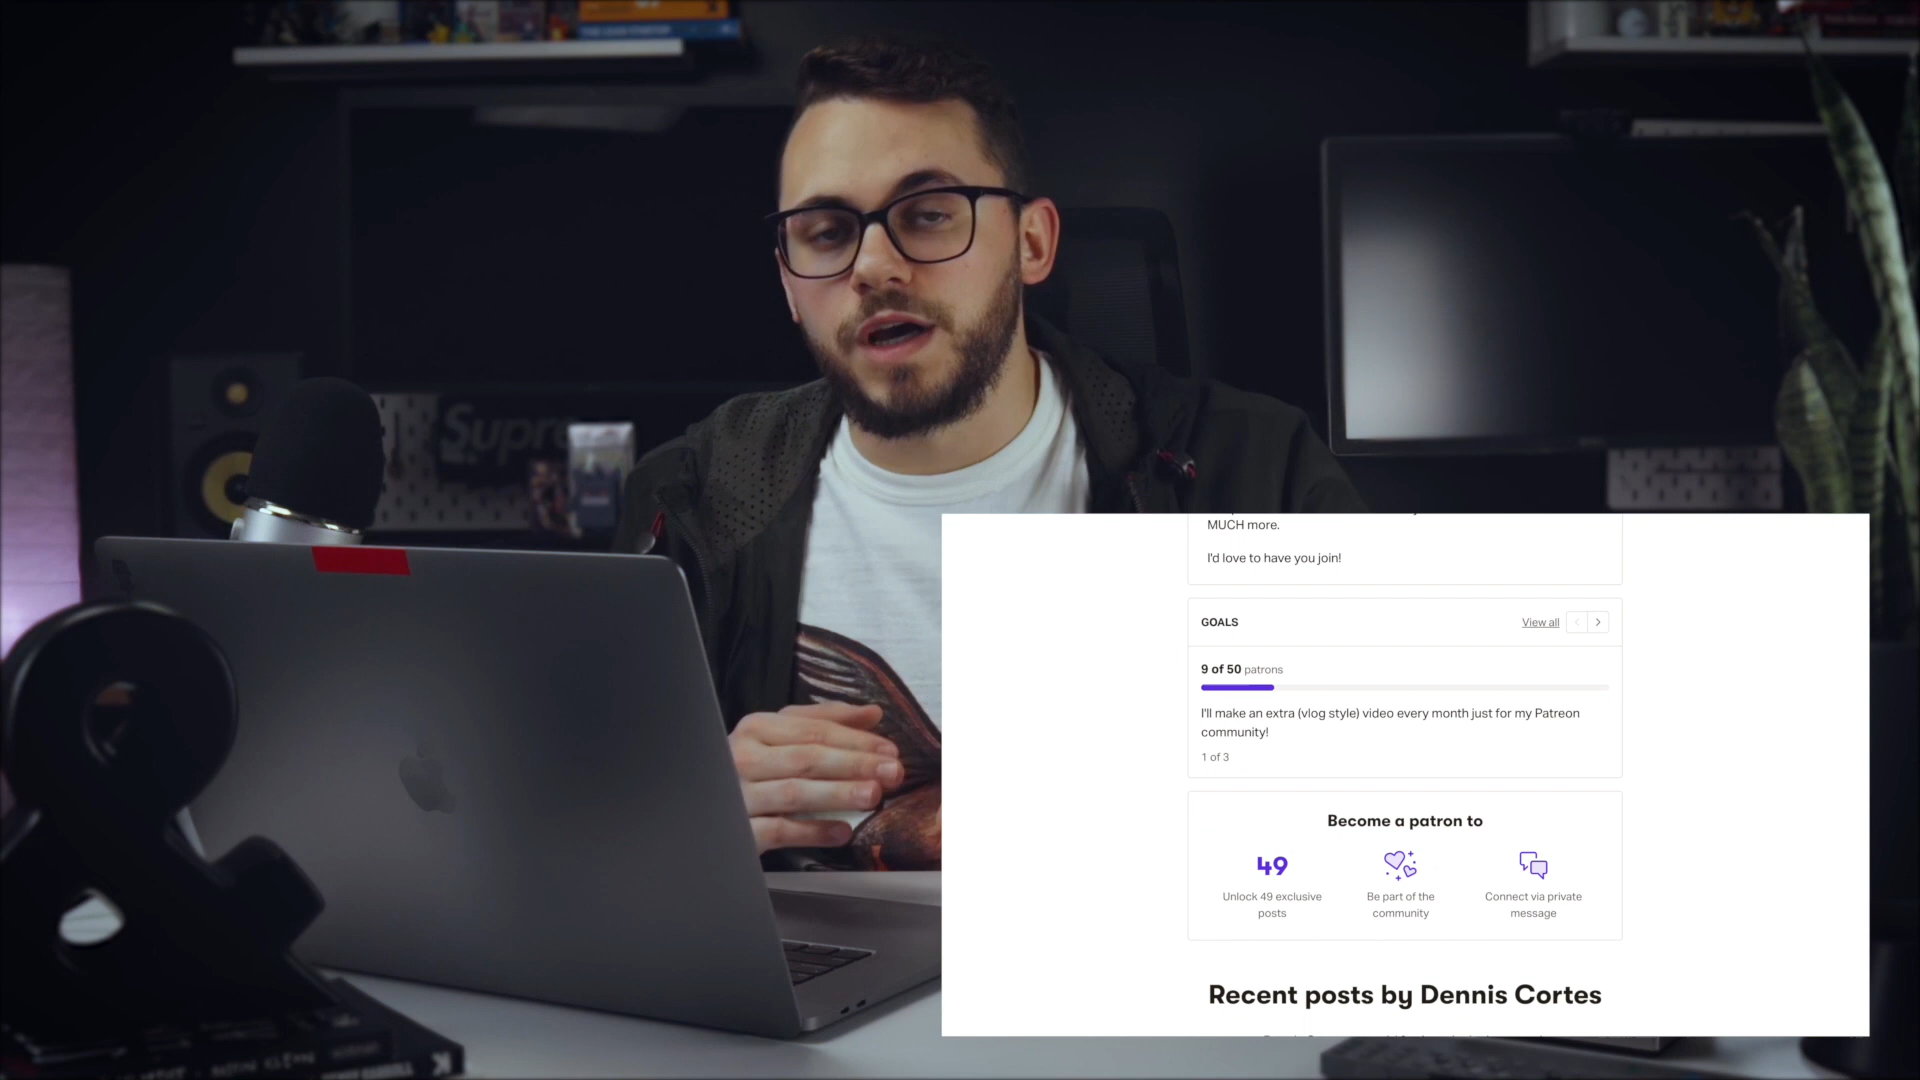 Supre
MUCH more.
I'd love to have you join!
GOALS
View all
9 of 50 patrons
I'll make an extra (vlog style) video every month just for my Patreon
community!
1 of 3
Become a patron to
49
Unlock 49 exclusive
posts
Be part of the
community
Connect via private
message
Recent posts by Dennis Cortes